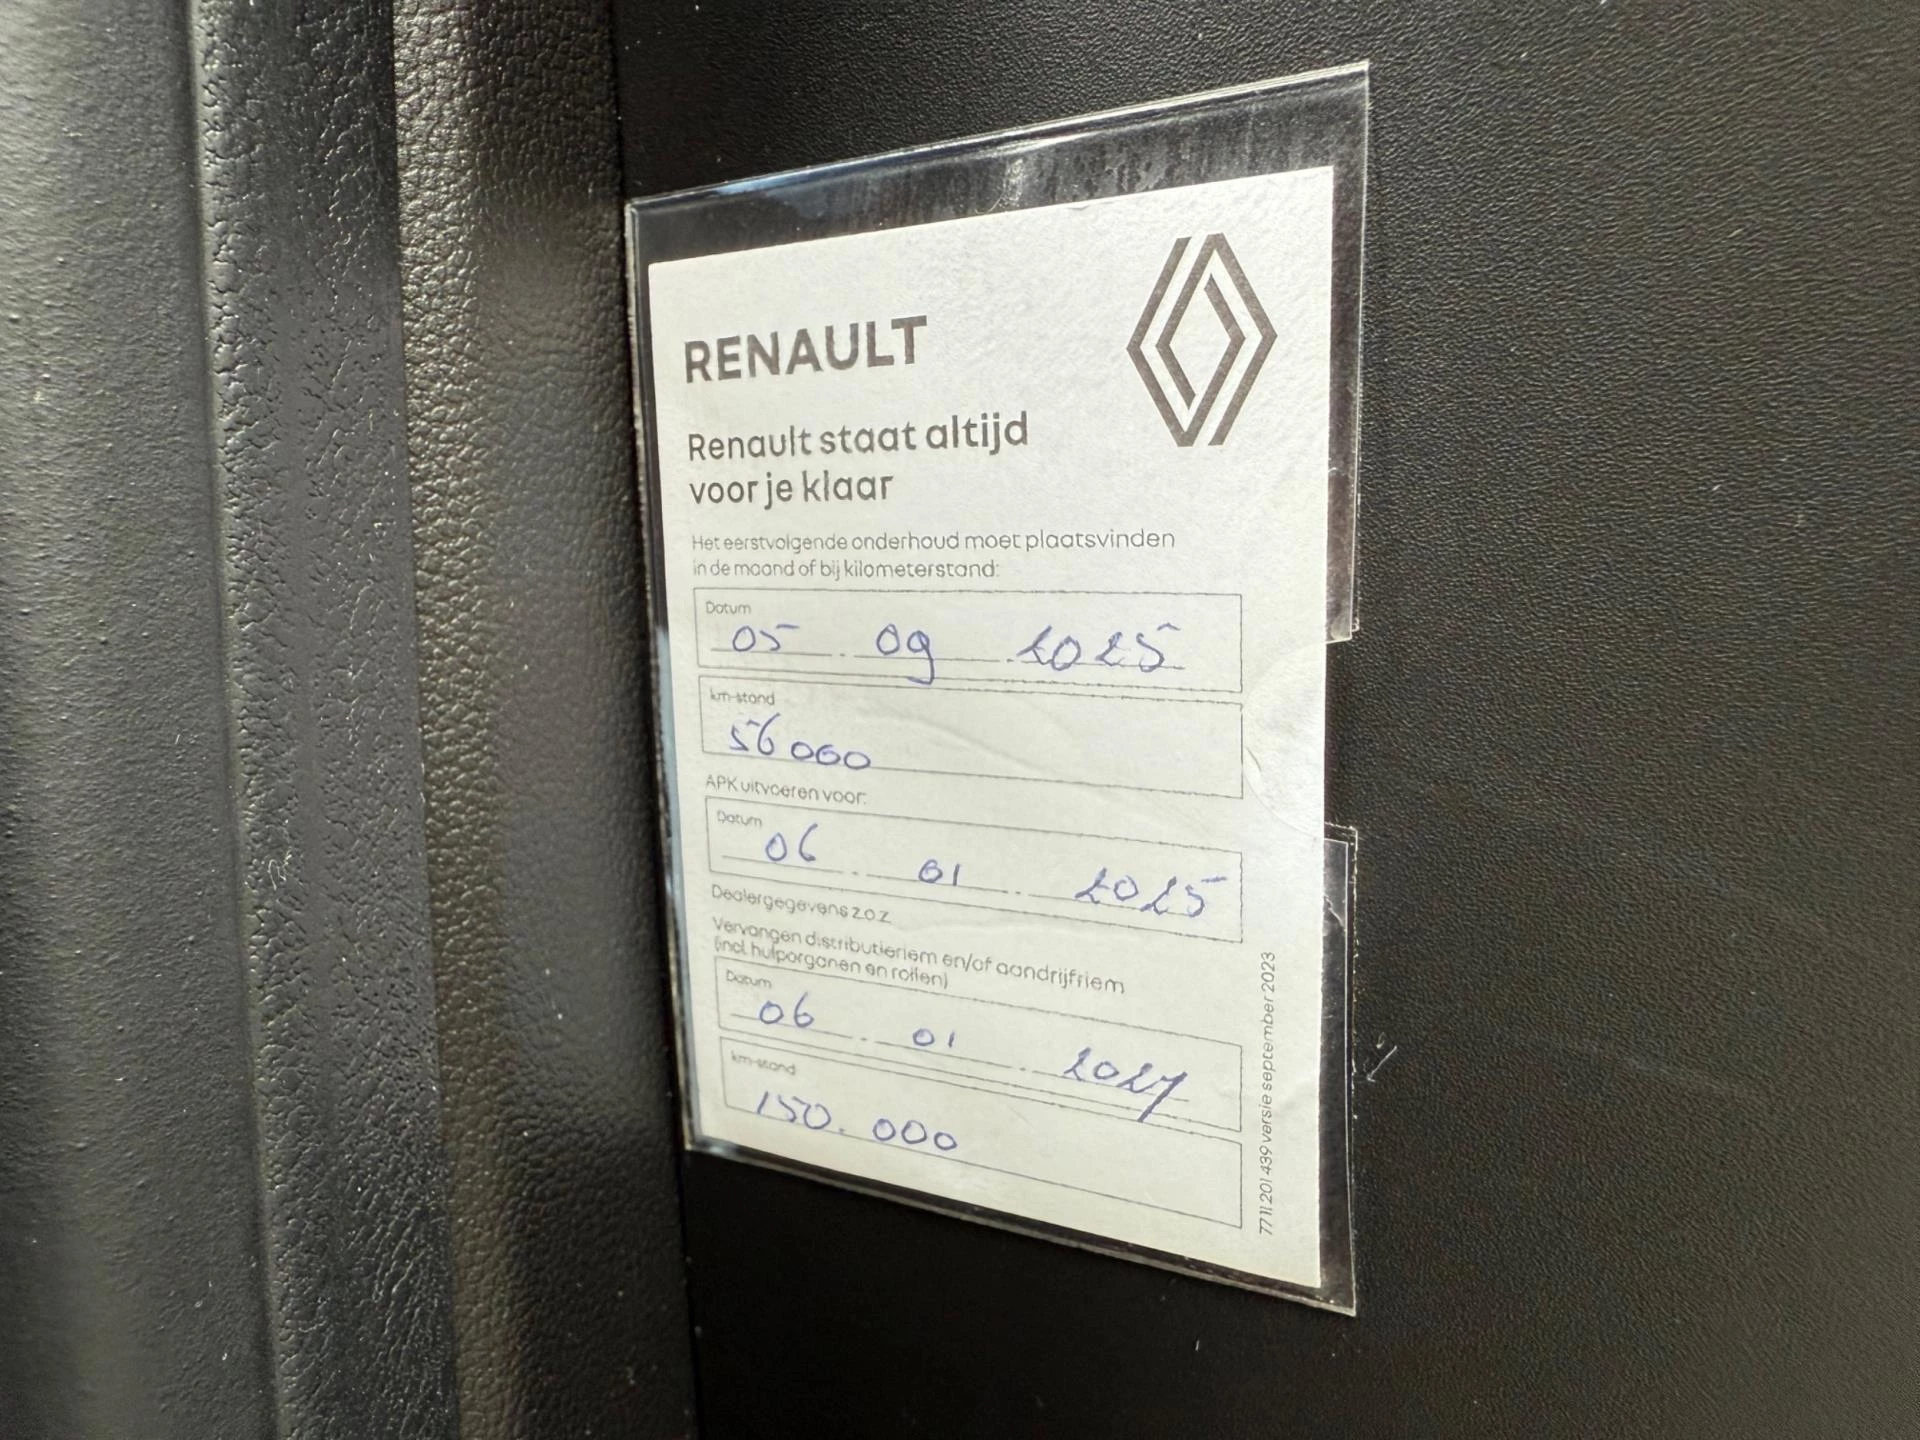 RENAULT
Renault staat altijd
voor je klaar
Het eerstvolgende onderhoud moet plaatsvinden
in de maand of bij kilometerstand:
Datum
05 . 09 . 2025
km-stand
56000
APK uitvoeren voor:
Datum
06 . 01 . 2025
Dealergegevens z.o.z.
Vervangen distributieriem en/of aandrijfriem
(incl. hulporganen en rollen)
Datum
06 . 01 . 2027
km-stand
150.000
77 11 201 439 versie september 2023